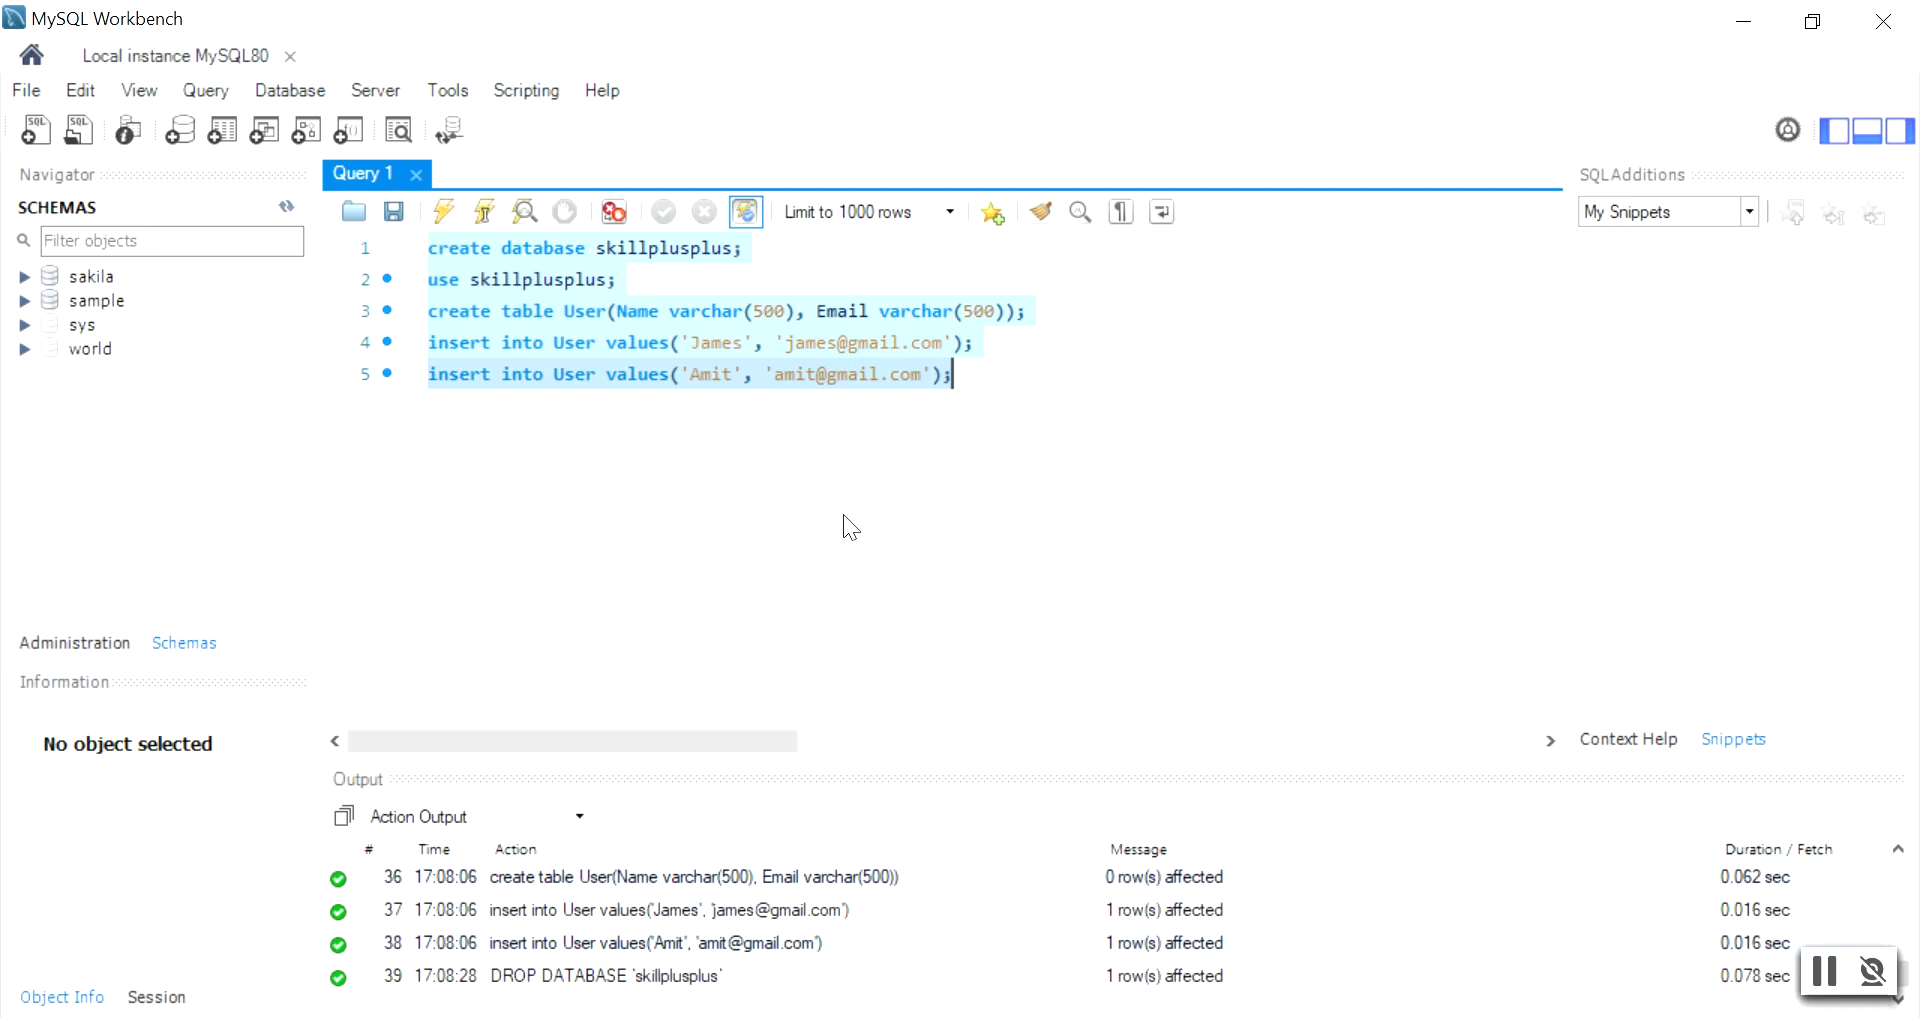 MySQL Workbench
Local instance MySQL80
File Edit View Query Database Server Tools Scripting Help
Navigator
Query 1
SQLAdditions
SCHEMAS
Limit to 1000 rows
My Snippets
Filter objects
sakila
sample
sys
world
1 create database skillplusplus;
2 use skillplusplus;
3 create table User(Name varchar(500), Email varchar(500));
4 insert into User values('James', 'james@gmail.com');
5 insert into User values('Amit', 'amit@gmail.com');
Administration Schemas
Information
No object selected
Context Help Snippets
Output
Action Output
# Time Action Message Duration / Fetch
36 17:08:06 create table User(Name varchar(500), Email varchar(500)) 0 row(s) affected 0.062 sec
37 17:08:06 insert into User values('James', 'james@gmail.com') 1 row(s) affected 0.016 sec
38 17:08:06 insert into User values('Amit', 'amit@gmail.com') 1 row(s) affected 0.016 sec
39 17:08:28 DROP DATABASE `skillplusplus` 1 row(s) affected 0.078 sec
Object Info Session